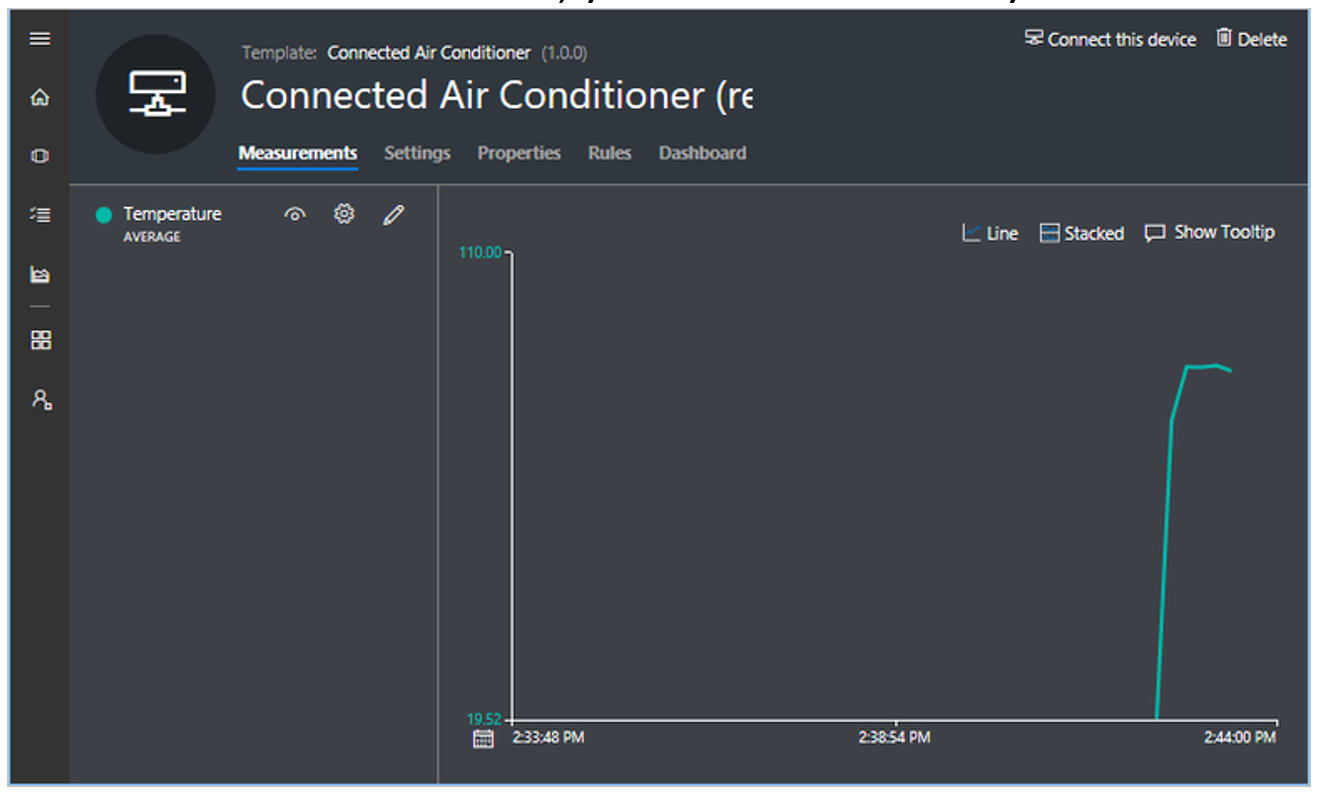 Connect this device Delete
Template: Connected Air Conditioner (1.0.0)
Connected Air Conditioner (re
Measurements Settings Properties Rules Dashboard
Temperature
AVERAGE
Line Stacked Show Tooltip
110.00
19.52
2:33:48 PM 2:38:54 PM 2:44:00 PM